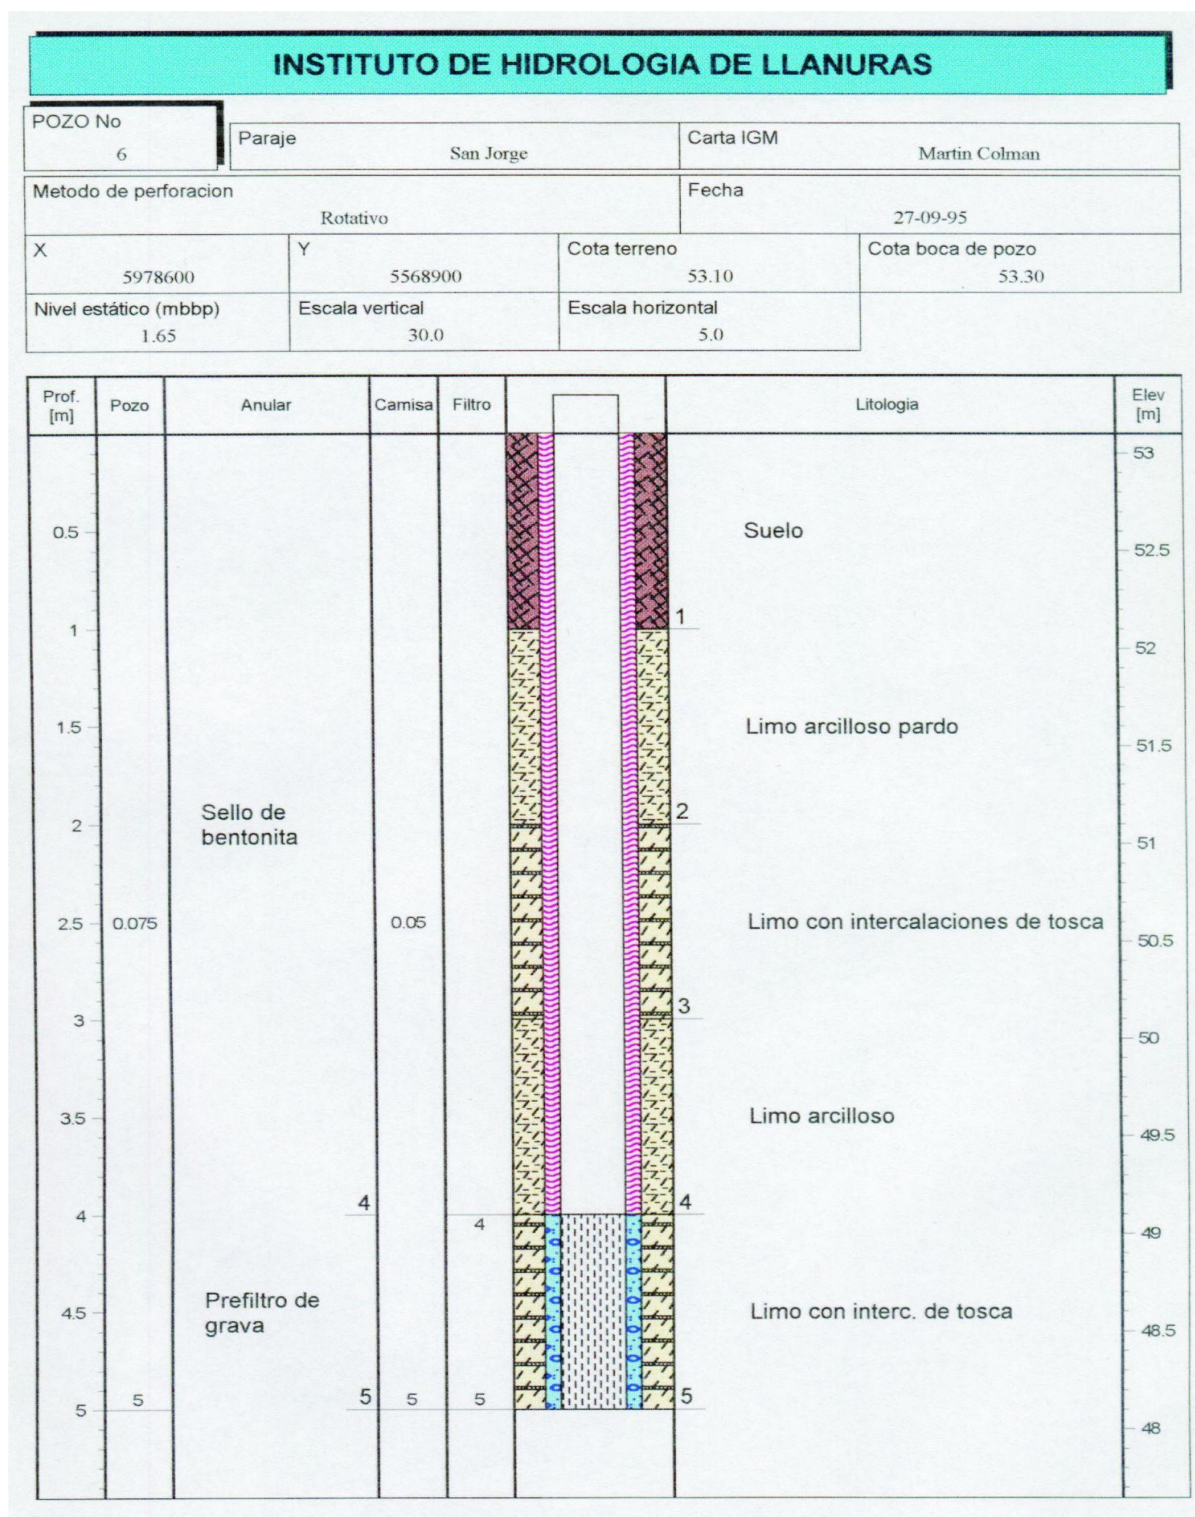 INSTITUTO DE HIDROLOGIA DE LLANURAS
POZO No
6
Paraje
San Jorge
Carta IGM
Martin Colman
Metodo de perforacion
Rotativo
Fecha
27-09-95
X
5978600
Y
5568900
Cota terreno
53.10
Cota boca de pozo
53.30
Nivel estático (mbbp)
1.65
Escala vertical
30.0
Escala horizontal
5.0
Prof.
[m]
Pozo
Anular
Camisa
Filtro
Litologia
Elev
[m]
53
0.5
Suelo
52.5
1
1
52
1.5
Limo arcilloso pardo
51.5
2
Sello de
bentonita
2
51
2.5
0.075
0.05
Limo con intercalaciones de tosca
50.5
3
3
50
3.5
Limo arcilloso
49.5
4
4
4
4
49
4.5
Prefiltro de
grava
Limo con interc. de tosca
48.5
5
5
5
5
5
5
48